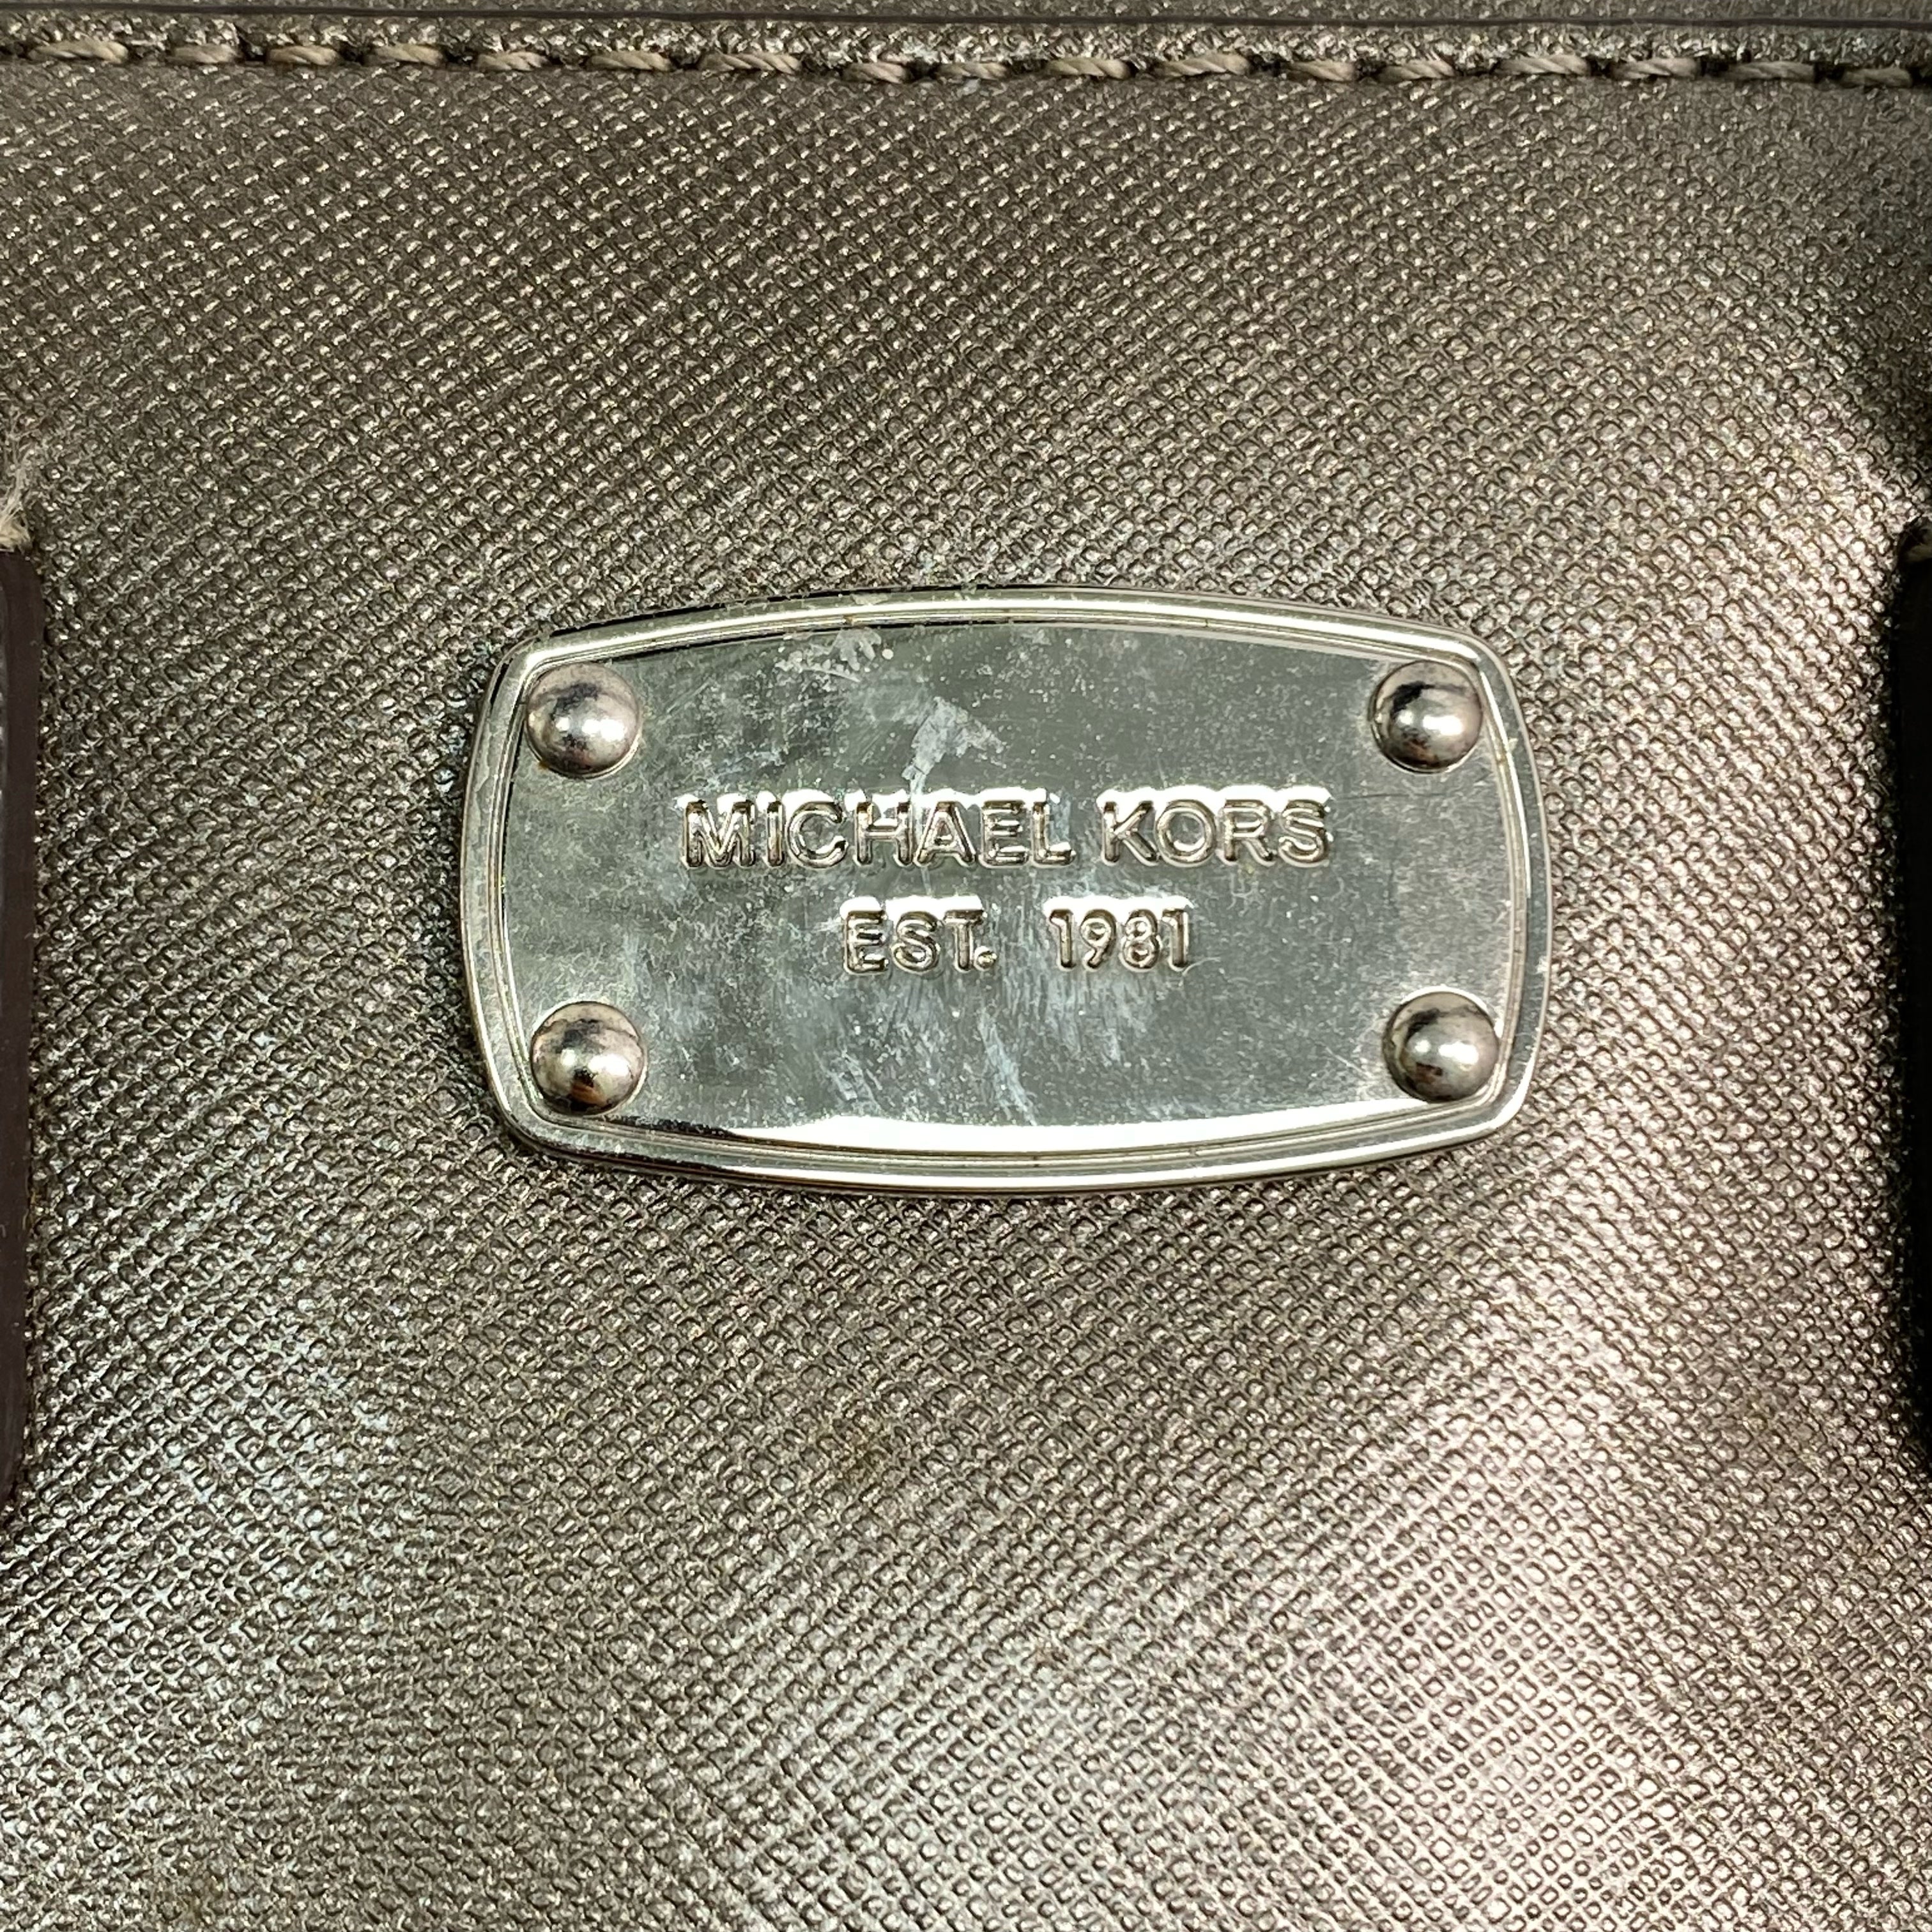 MICHAEL KORS
EST. 1981